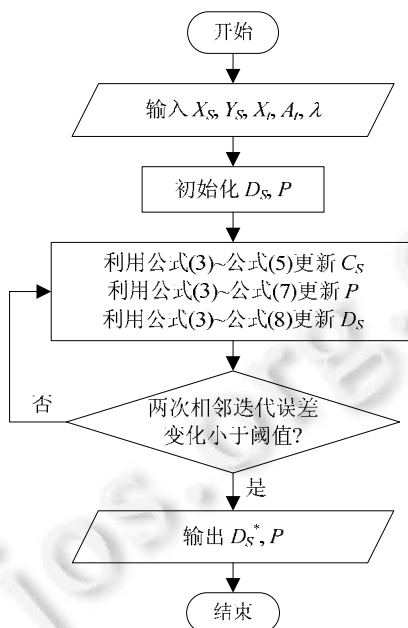 开始
输入 X_S, Y_S, X_t, A_t, λ
初始化 D_S, P
利用公式(3)~公式(5)更新 C_S
利用公式(3)~公式(7)更新 P
利用公式(3)~公式(8)更新 D_S
否
两次相邻迭代误差
变化小于阈值?
是
输出 D_S^*, P
结束